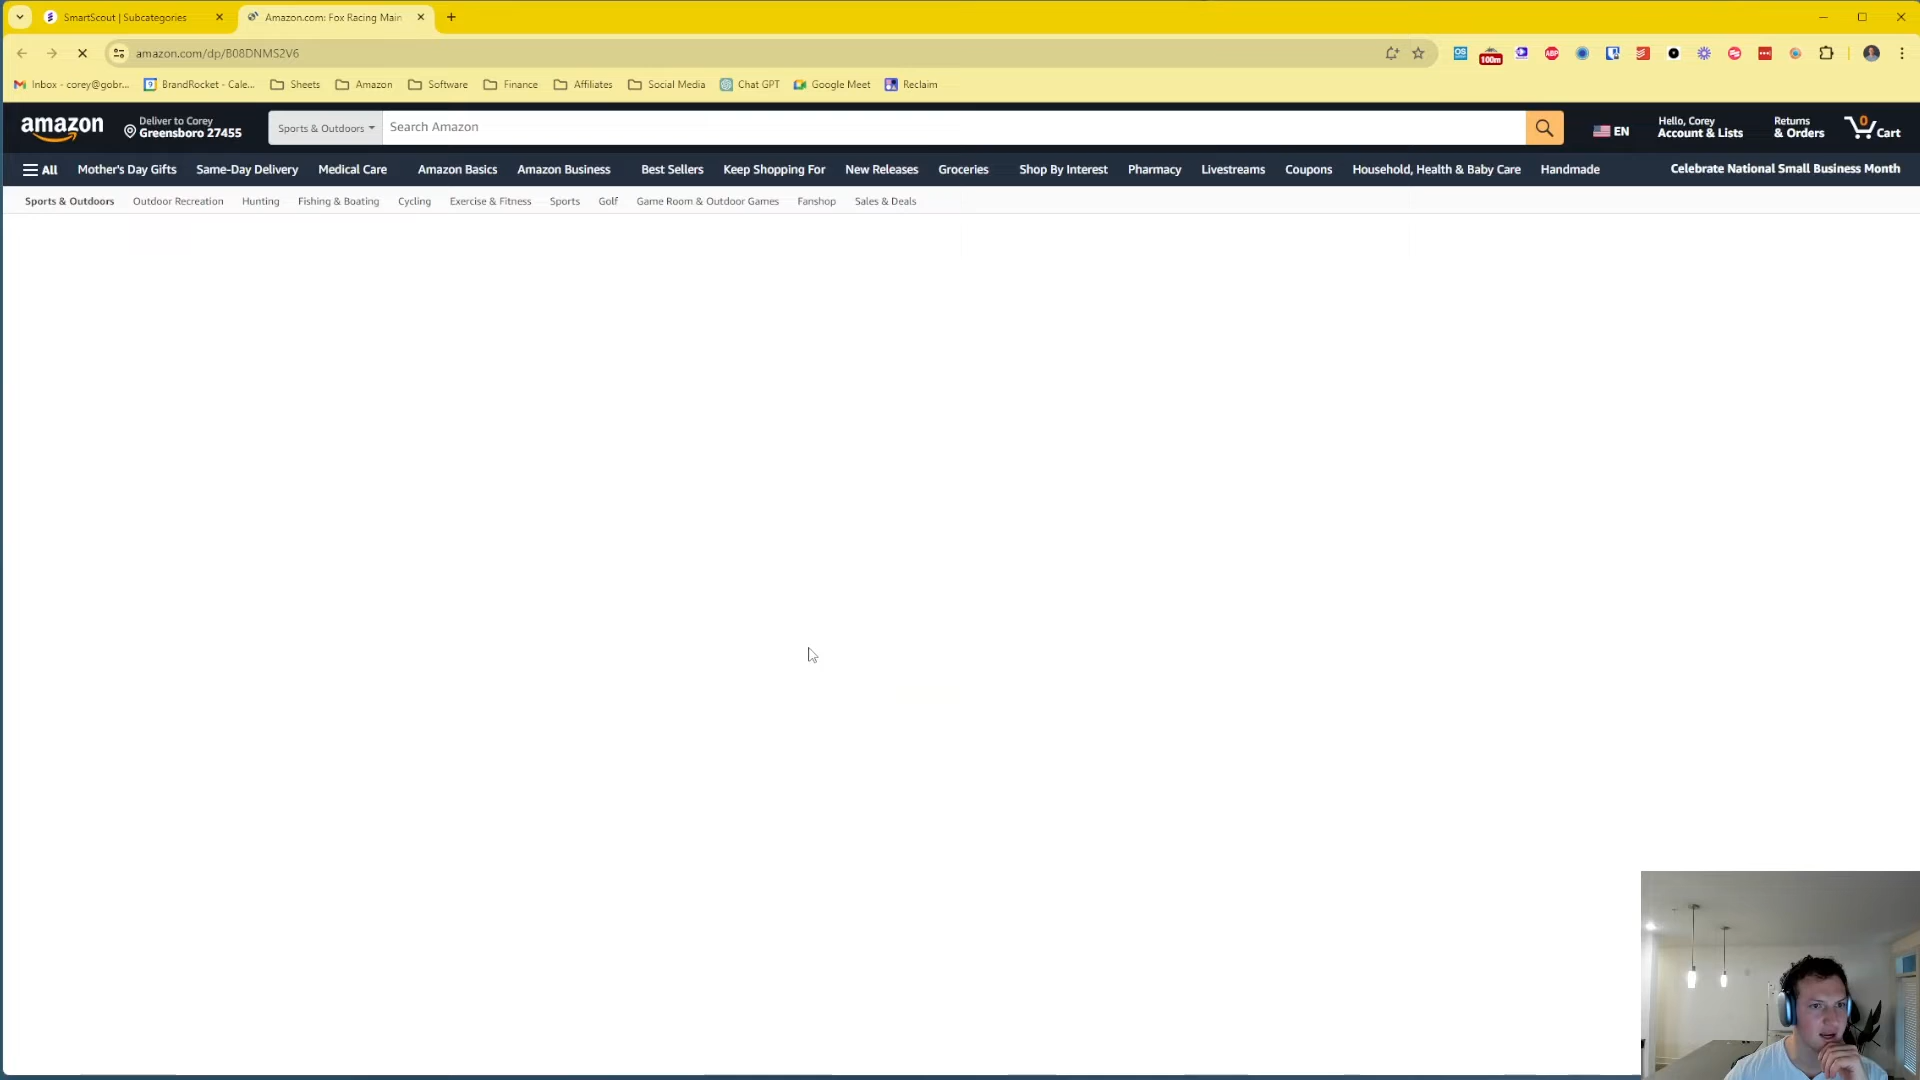 SmartScout | Subcategories
Amazon.com: Fox Racing Main
amazon.com/dp/B08DNMS2V6
100m
ABP
Inbox - corey@gobr...
BrandRocket - Cale...
Sheets
Amazon
Software
Finance
Affiliates
Social Media
Chat GPT
Google Meet
Reclaim
amazon
Deliver to Corey
Greensboro 27455
Sports & Outdoors
Search Amazon
EN
Hello, Corey
Account & Lists
Returns
& Orders
0
Cart
All
Mother's Day Gifts
Same-Day Delivery
Medical Care
Amazon Basics
Amazon Business
Best Sellers
Keep Shopping For
New Releases
Groceries
Shop By Interest
Pharmacy
Livestreams
Coupons
Household, Health & Baby Care
Handmade
Celebrate National Small Business Month
Sports & Outdoors
Outdoor Recreation
Hunting
Fishing & Boating
Cycling
Exercise & Fitness
Sports
Golf
Game Room & Outdoor Games
Fanshop
Sales & Deals